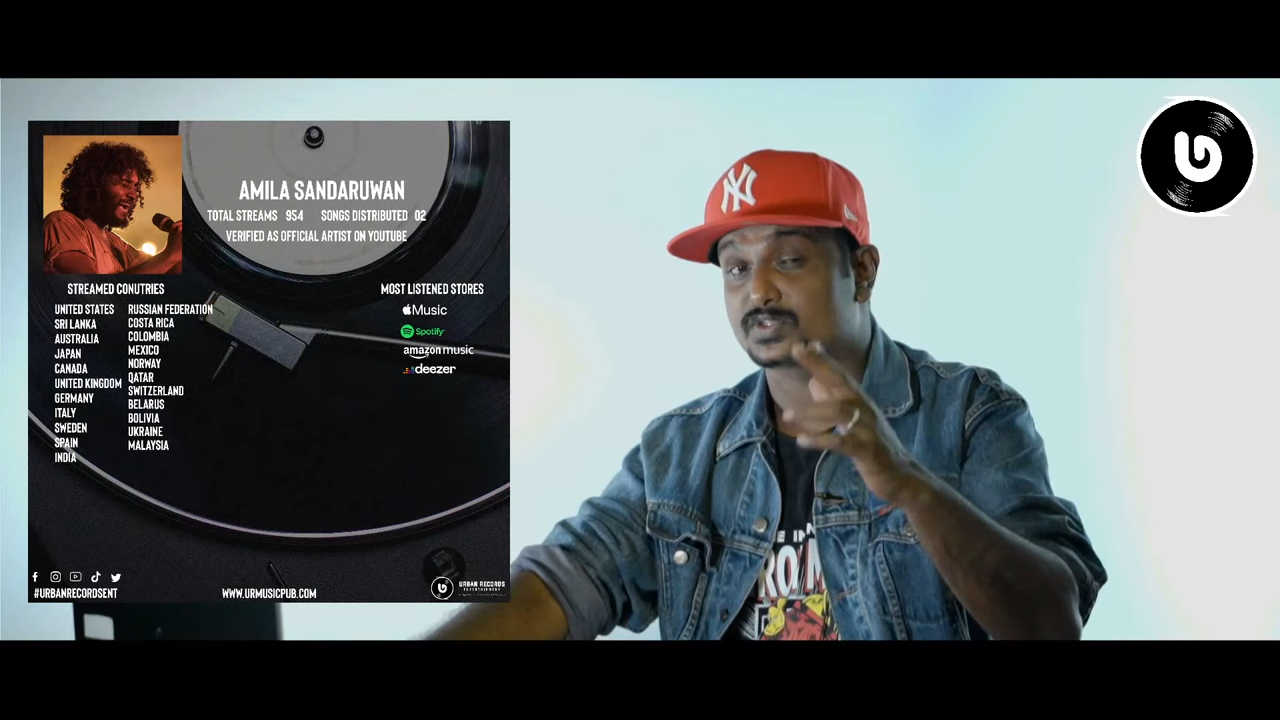 AMILA SANDARUWAN
TOTAL STREAMS 954 SONGS DISTRIBUTED 02
VERIFIED AS OFFICIAL ARTIST ON YOUTUBE
STREAMED CONUTRIES
UNITED STATES
SRI LANKA
AUSTRALIA
JAPAN
CANADA
UNITED KINGDOM
GERMANY
ITALY
SWEDEN
SPAIN
INDIA
RUSSIAN FEDERATION
COSTA RICA
COLOMBIA
MEXICO
NORWAY
QATAR
SWITZERLAND
BELARUS
BOLIVIA
UKRAINE
MALAYSIA
MOST LISTENED STORES
Music
Spotify
amazon music
deezer
#URBANRECORDSENT
WWW.URMUSICPUB.COM
URBAN RECORDS
ENTERTAINMENT
NY